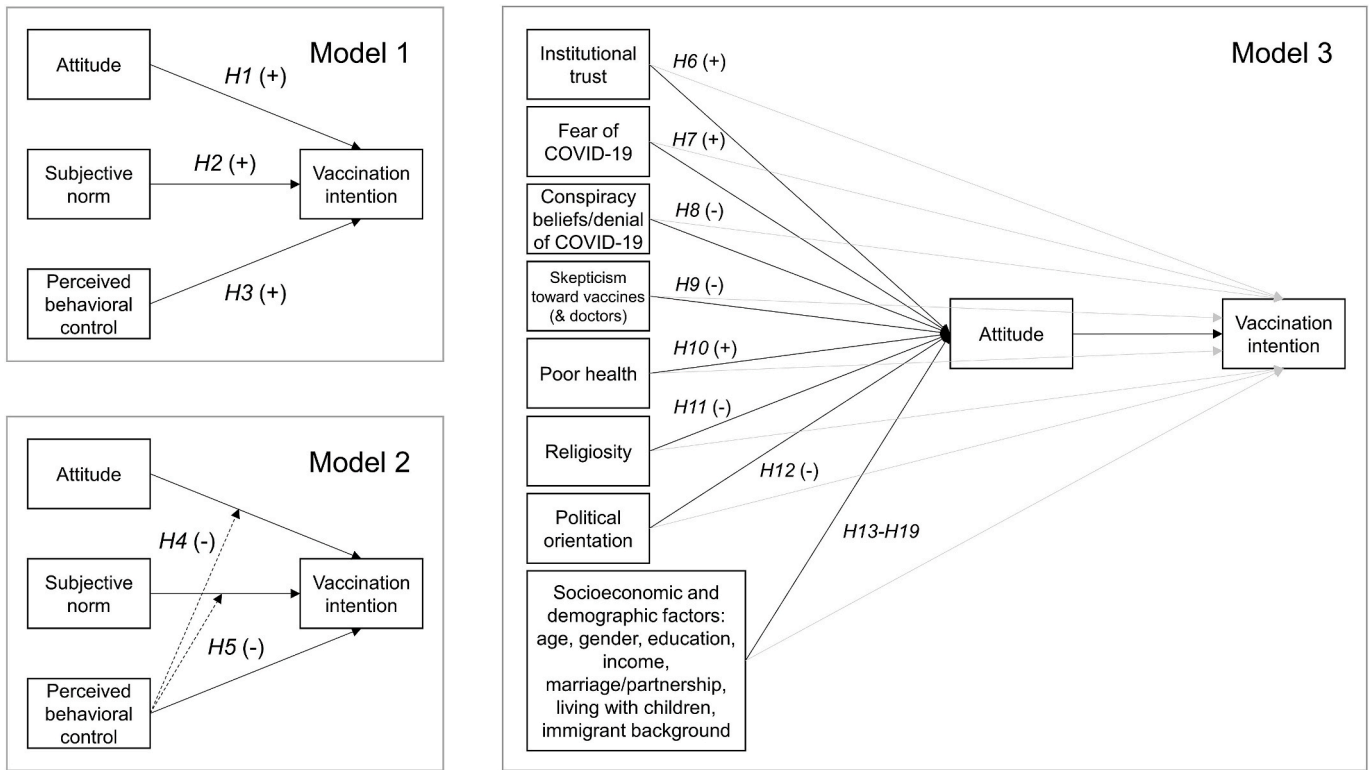 Model 1
Attitude
H1 (+)
Subjective
norm
H2 (+)
Vaccination
intention
Perceived
behavioral
control
H3 (+)
Model 2
Attitude
H4 (-)
Subjective
norm
Vaccination
intention
H5 (-)
Perceived
behavioral
control
Model 3
Institutional
trust
H6 (+)
Fear of
COVID-19
H7 (+)
Conspiracy
beliefs/denial
of COVID-19
H8 (-)
Skepticism
toward vaccines
(& doctors)
H9 (-)
Attitude
Vaccination
intention
Poor health
H10 (+)
Religiosity
H11 (-)
Political
orientation
H12 (-)
H13-H19
Socioeconomic and
demographic factors:
age, gender, education,
income,
marriage/partnership,
living with children,
immigrant background